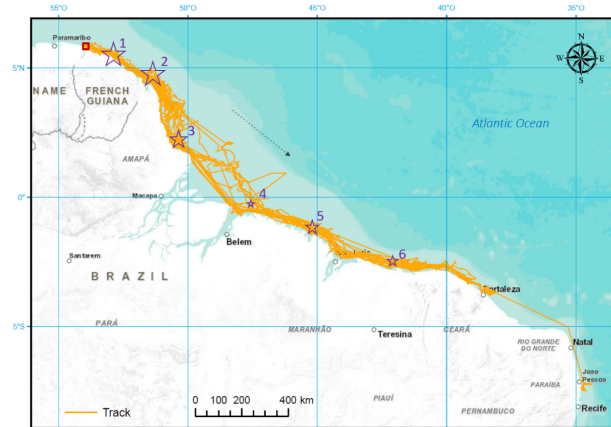 55°O 50°O 45°O 40°O 35°O
Paramaribo
1
2
N
W E
S
5°N
NAME
FRENCH
GUIANA
Atlantic Ocean
3
AMAPÁ
Macapa
4
0°
5
Belem
6
Santarem
BRAZIL
Fortaleza
5°S
PARÁ
MARANHÃO
Teresina
CEARÁ
RIO GRANDE
DO NORTE
Natal
Joao
Pessoa
PARAÍBA
PIAUÍ
PERNAMBUCO
Recife
Track
0 100 200 400 km